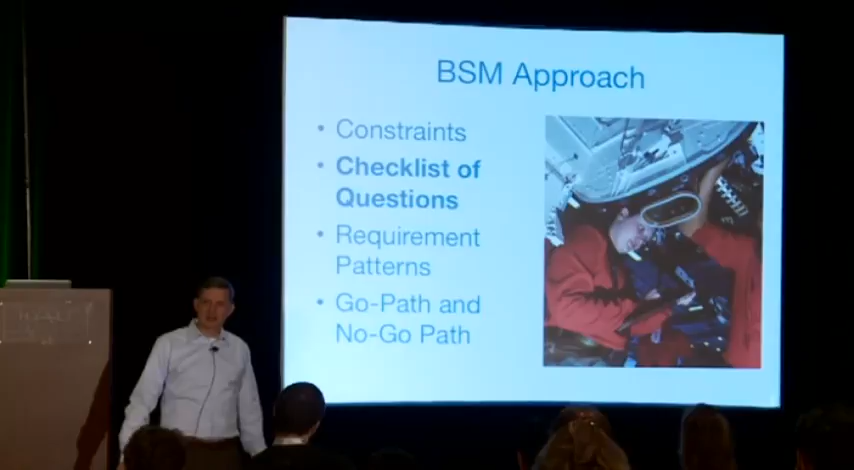 BSM Approach
• Constraints
• Checklist of
Questions
• Requirement
Patterns
• Go-Path and
No-Go Path